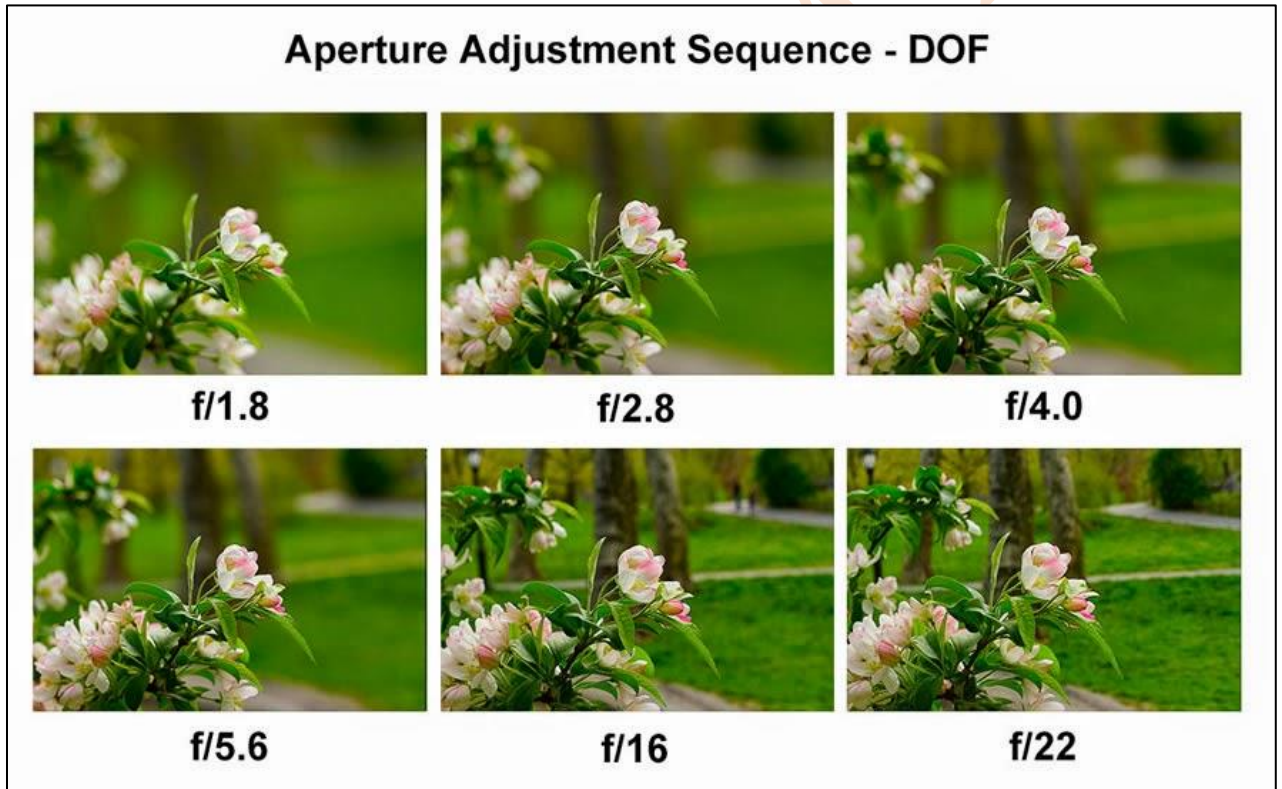 Aperture Adjustment Sequence - DOF
f/1.8
f/2.8
f/4.0
f/5.6
f/16
f/22